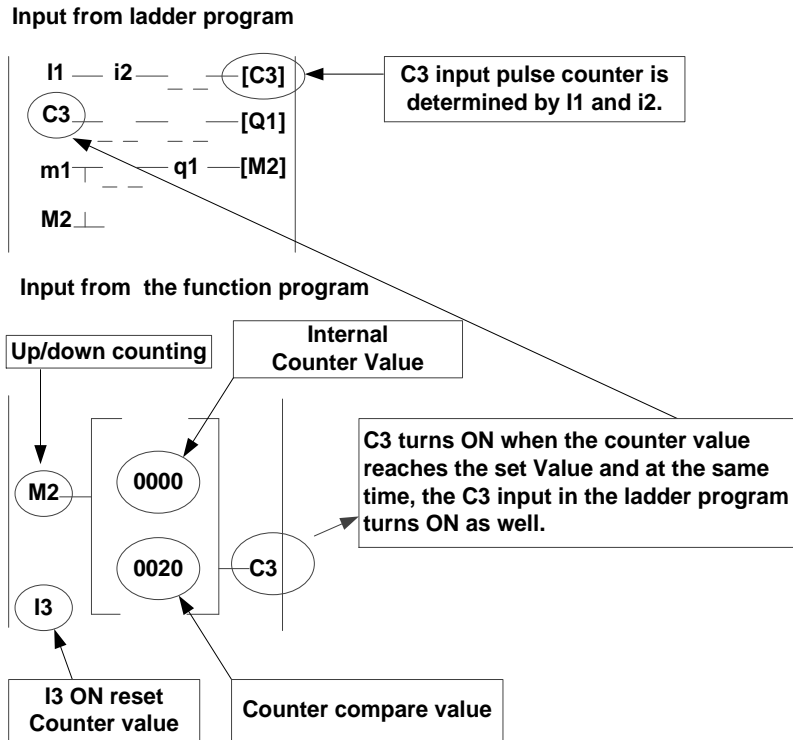 Input from ladder program
I1 i2 [C3]
C3 [Q1]
m1 q1 [M2]
M2
C3 input pulse counter is
determined by I1 and i2.
Input from the function program
Up/down counting
Internal
Counter Value
M2
0000
0020
C3
I3
C3 turns ON when the counter value
reaches the set Value and at the same
time, the C3 input in the ladder program
turns ON as well.
I3 ON reset
Counter value
Counter compare value